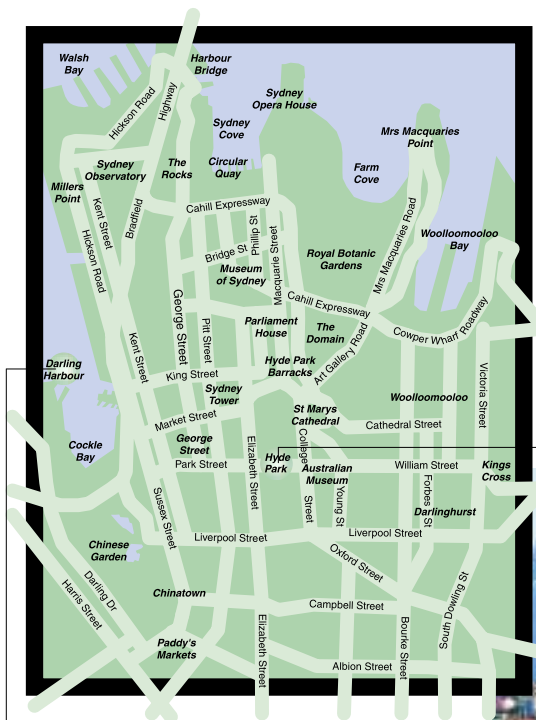 Walsh
Bay
Harbour
Bridge
Hickson Road
Highway
Sydney
Opera House
Sydney
Cove
Mrs Macquaries
Point
Sydney
Observatory
The
Rocks
Circular
Quay
Farm
Cove
Millers
Point
Kent Street
Bradfield
Cahill Expressway
Phillip St
Macquarie Street
Mrs Macquaries Road
Woolloomooloo
Bay
Hickson Road
Bridge St
Museum
of Sydney
Royal Botanic
Gardens
George Street
Pitt Street
Cahill Expressway
Cowper Wharf Roadway
Parliament
House
The
Domain
Art Gallery Road
Kent Street
Darling
Harbour
King Street
Hyde Park
Barracks
Victoria Street
Sydney
Tower
Woolloomooloo
Market Street
St Marys
Cathedral
Cathedral Street
Cockle
Bay
George
Street
Elizabeth Street
College
Street
Park Street
Hyde
Park
Australian
Museum
William Street
Kings
Cross
Sussex Street
Young St
Forbes St
Darlinghurst
Liverpool Street
Liverpool Street
Chinese
Garden
Oxford Street
Darling Dr
Harris Street
Chinatown
Campbell Street
South Dowling St
Elizabeth Street
Bourke Street
Paddy's
Markets
Albion Street